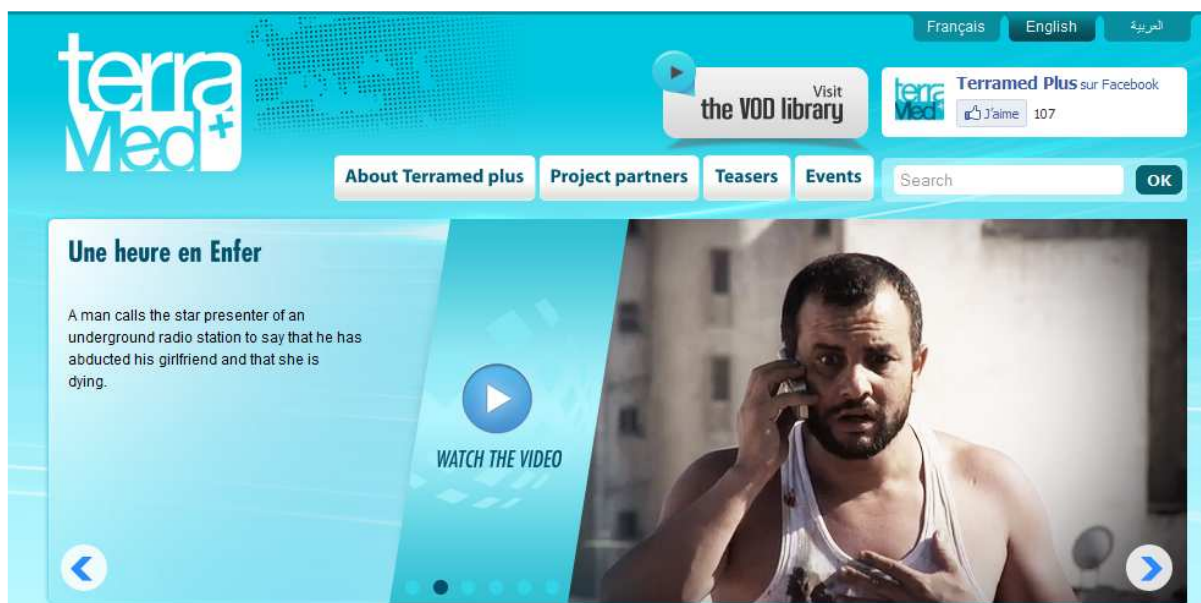 Français
English
العربية
terra
Med+
Visit
the VOD library
terra
Med+
Terramed Plus sur Facebook
J'aime 107
About Terramed plus
Project partners
Teasers
Events
Search
OK
Une heure en Enfer
A man calls the star presenter of an
underground radio station to say that he has
abducted his girlfriend and that she is
dying.
WATCH THE VIDEO